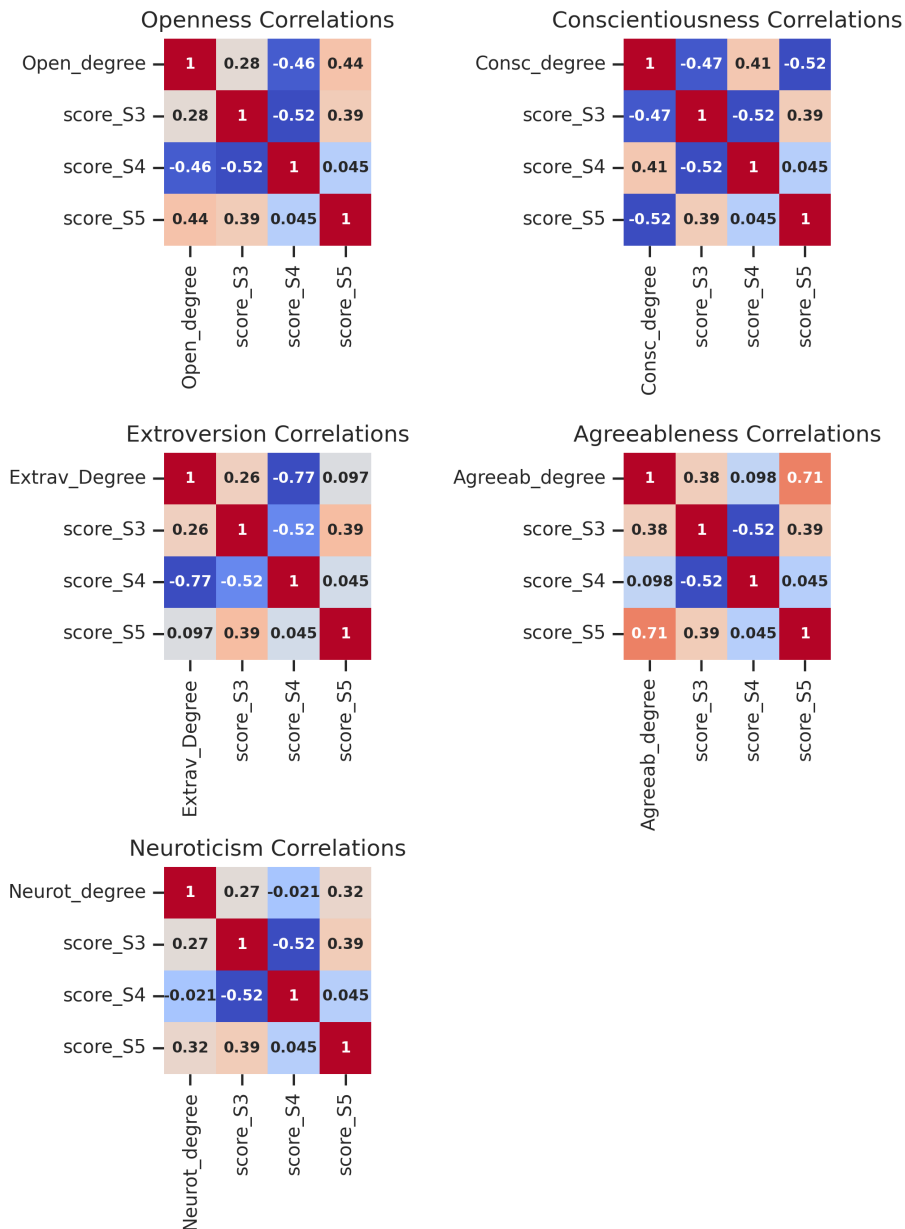 Openness Correlations
Open_degree 1 0.28 -0.46 0.44
score_S3 0.28 1 -0.52 0.39
score_S4 -0.46 -0.52 1 0.045
score_S5 0.44 0.39 0.045 1
Open_degree score_S3 score_S4 score_S5
Conscientiousness Correlations
Consc_degree 1 -0.47 0.41 -0.52
score_S3 -0.47 1 -0.52 0.39
score_S4 0.41 -0.52 1 0.045
score_S5 -0.52 0.39 0.045 1
Consc_degree score_S3 score_S4 score_S5
Extroversion Correlations
Extrav_Degree 1 0.26 -0.77 0.097
score_S3 0.26 1 -0.52 0.39
score_S4 -0.77 -0.52 1 0.045
score_S5 0.097 0.39 0.045 1
Extrav_Degree score_S3 score_S4 score_S5
Agreeableness Correlations
Agreeab_degree 1 0.38 0.098 0.71
score_S3 0.38 1 -0.52 0.39
score_S4 0.098 -0.52 1 0.045
score_S5 0.71 0.39 0.045 1
Agreeab_degree score_S3 score_S4 score_S5
Neuroticism Correlations
Neurot_degree 1 0.27 -0.021 0.32
score_S3 0.27 1 -0.52 0.39
score_S4 -0.021 -0.52 1 0.045
score_S5 0.32 0.39 0.045 1
Neurot_degree score_S3 score_S4 score_S5